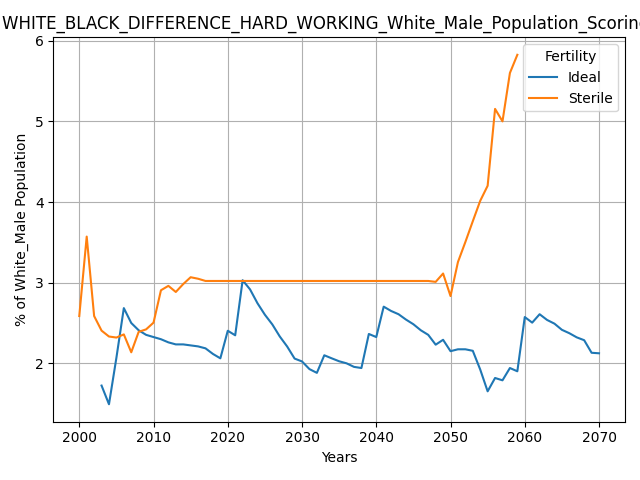 WHITE_BLACK_DIFFERENCE_HARD_WORKING_White_Male_Population_Scorin
Fertility
Ideal
Sterile
% of White_Male Population
6
5
4
3
2
2000 2010 2020 2030 2040 2050 2060 2070
Years